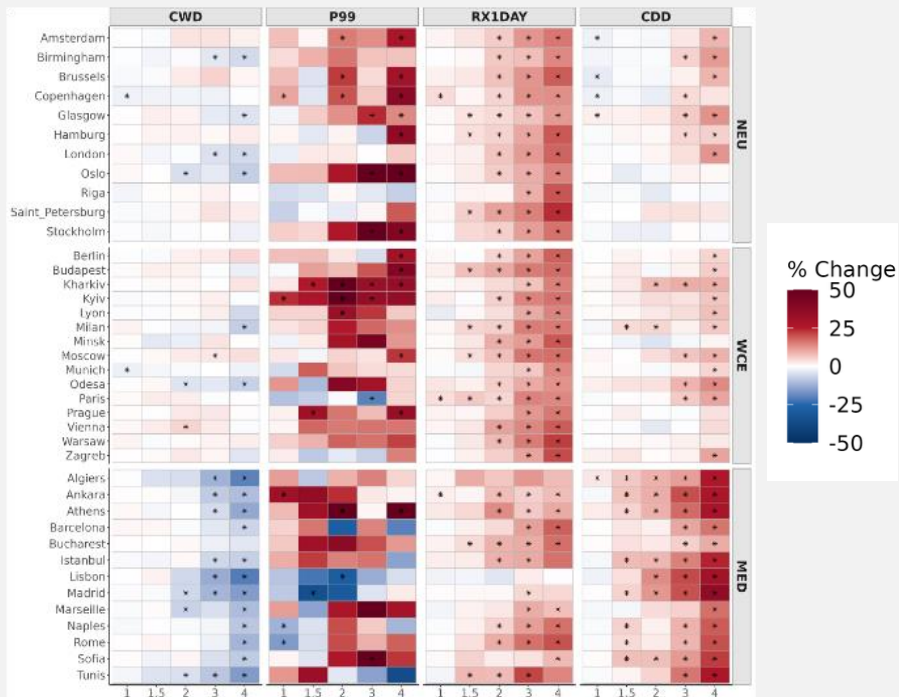 CWD P99 RX1DAY CDD
Amsterdam
Birmingham
Brussels
Copenhagen
Glasgow
Hamburg
London
Oslo
Riga
Saint_Petersburg
Stockholm
NEU
Berlin
Budapest
Kharkiv
Kyiv
Lyon
Milan
Minsk
Moscow
Munich
Odesa
Paris
Prague
Vienna
Warsaw
Zagreb
WCE
Algiers
Ankara
Athens
Barcelona
Bucharest
Istanbul
Lisbon
Madrid
Marseille
Naples
Rome
Sofia
Tunis
MED
1 1.5 2 3 4 1 1.5 2 3 4 1 1.5 2 3 4 1 1.5 2 3 4
% Change
50
25
0
-25
-50